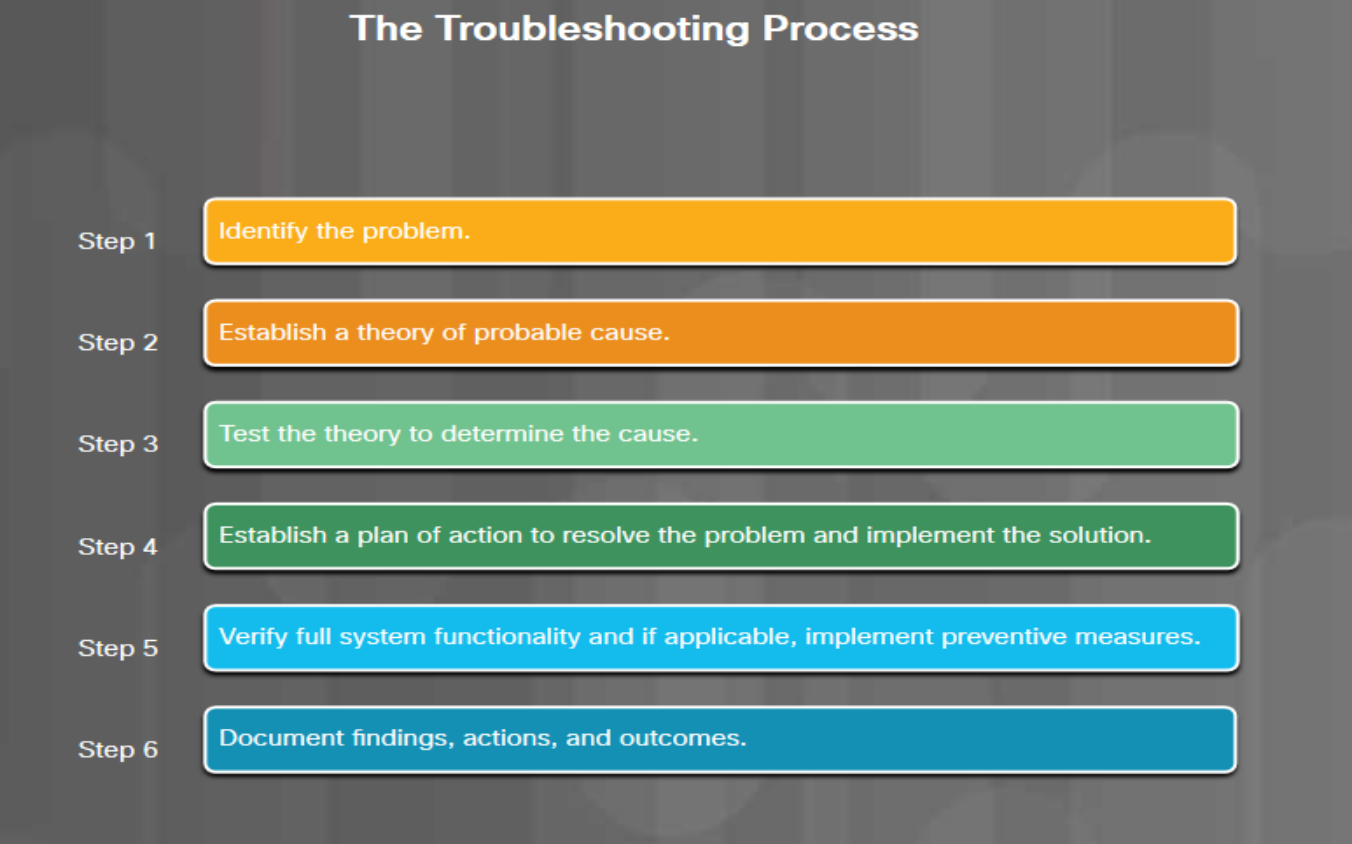 The Troubleshooting Process
Step 1 Identify the problem.
Step 2 Establish a theory of probable cause.
Step 3 Test the theory to determine the cause.
Step 4 Establish a plan of action to resolve the problem and implement the solution.
Step 5 Verify full system functionality and if applicable, implement preventive measures.
Step 6 Document findings, actions, and outcomes.